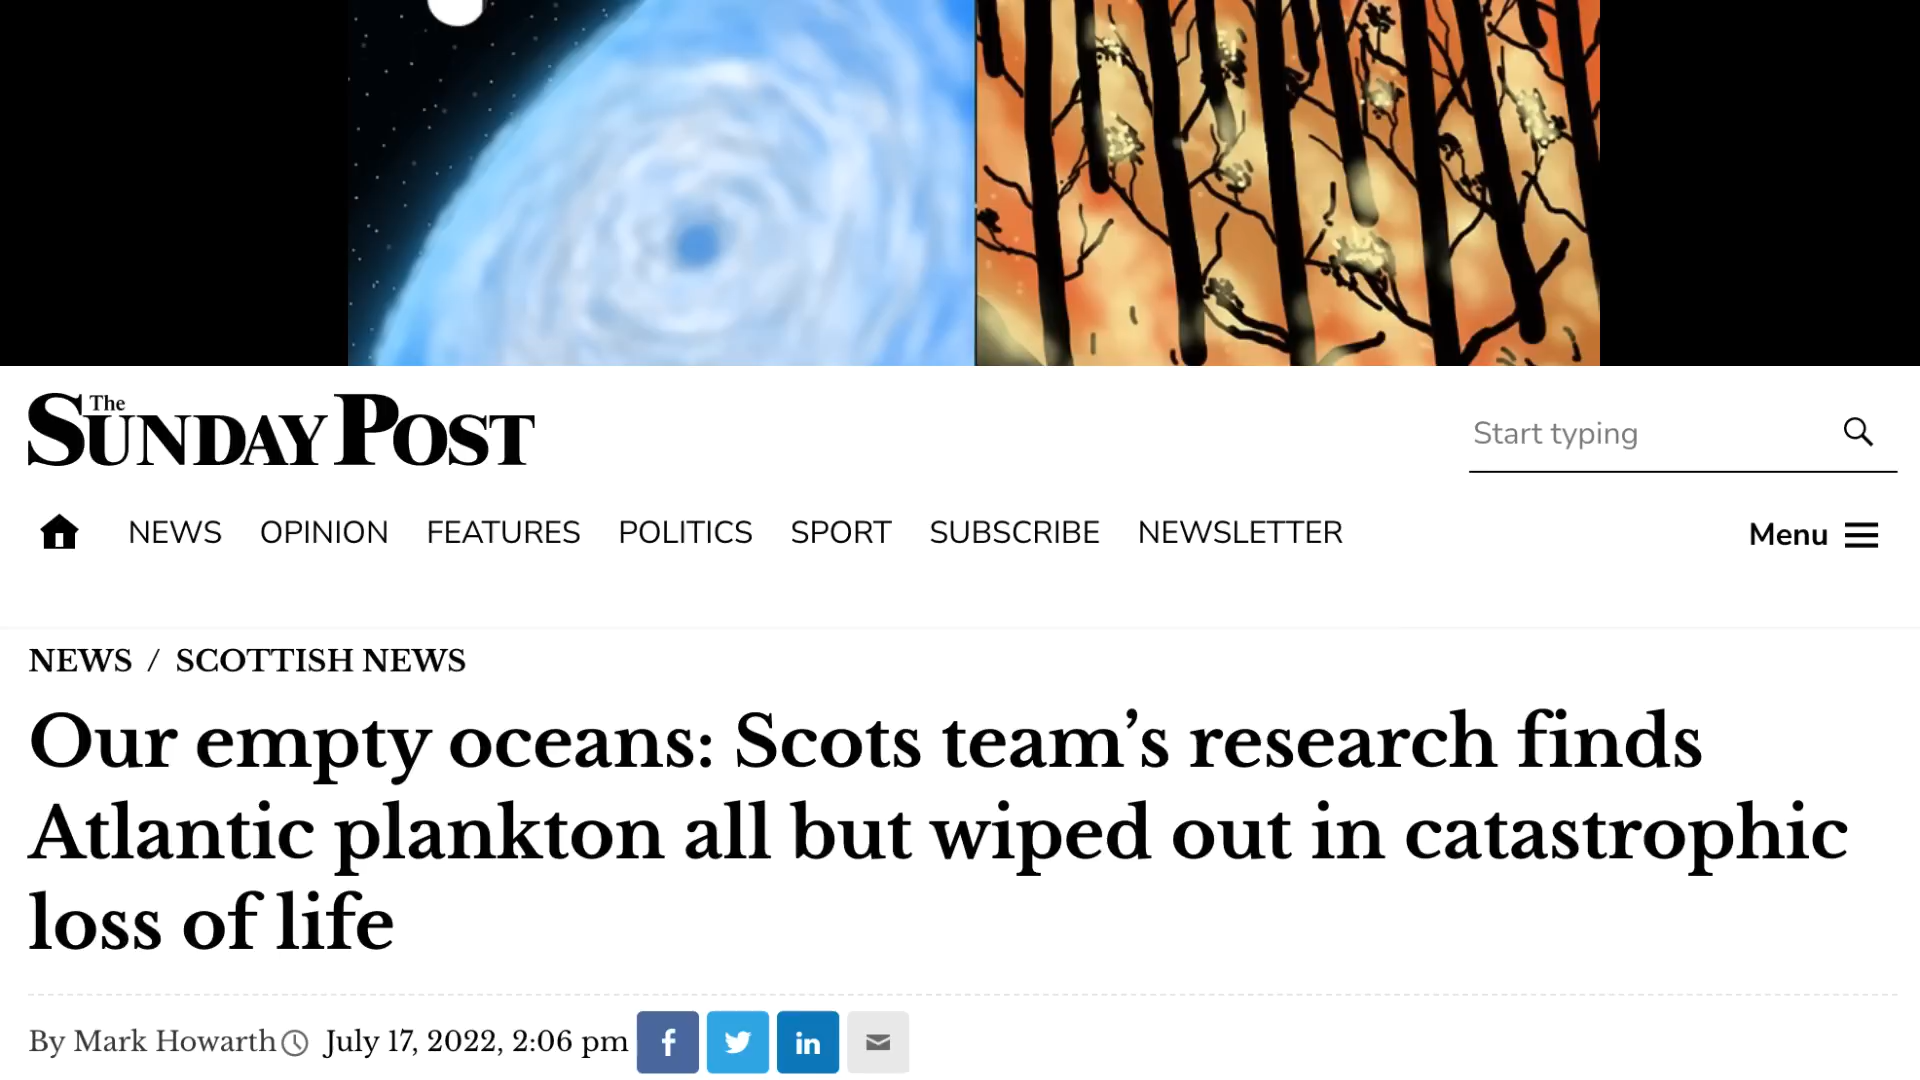 The
SUNDAY POST
Start typing
NEWS OPINION FEATURES POLITICS SPORT SUBSCRIBE NEWSLETTER
Menu
NEWS / SCOTTISH NEWS
Our empty oceans: Scots team’s research finds
Atlantic plankton all but wiped out in catastrophic
loss of life
By Mark Howarth July 17, 2022, 2:06 pm f in